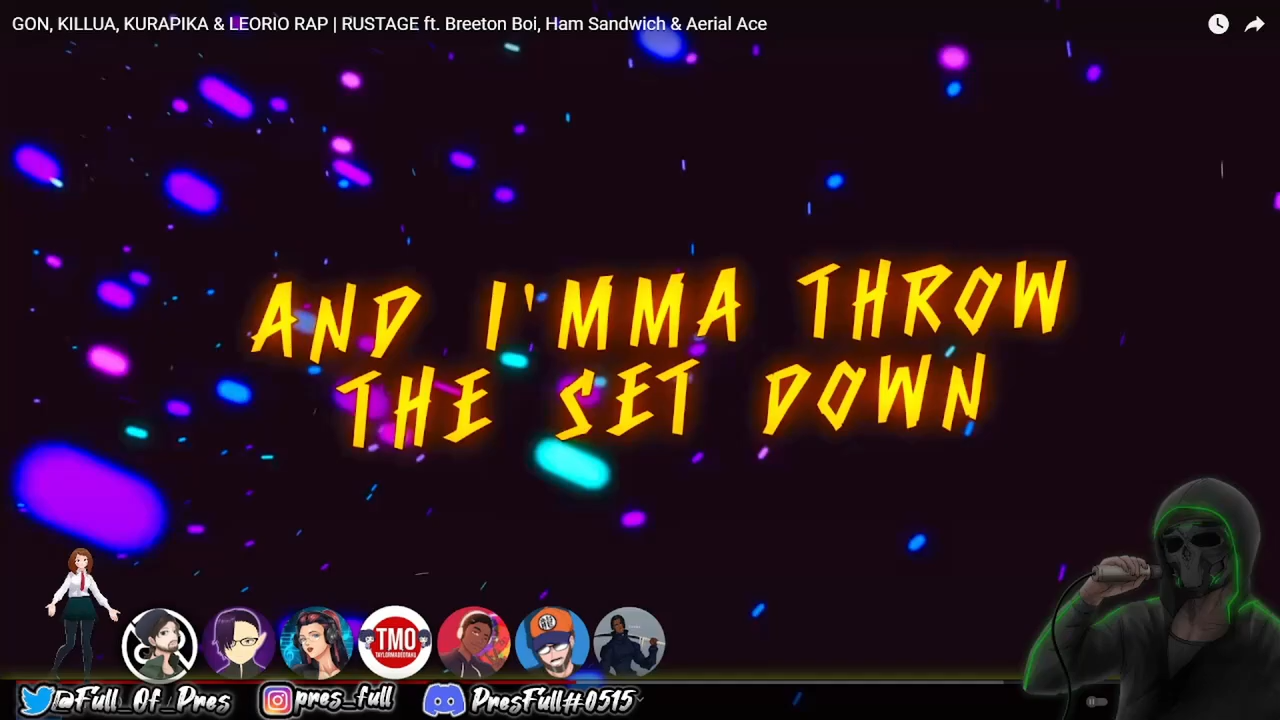 GON, KILLUA, KURAPIKA & LEORIO RAP | RUSTAGE ft. Breeton Boi, Ham Sandwich & Aerial Ace
AND I'MMA THROW
THE SET DOWN
TMO
TAYLORMADEOTAKU
@Full_Of_Pres pres_full PresFull#0515